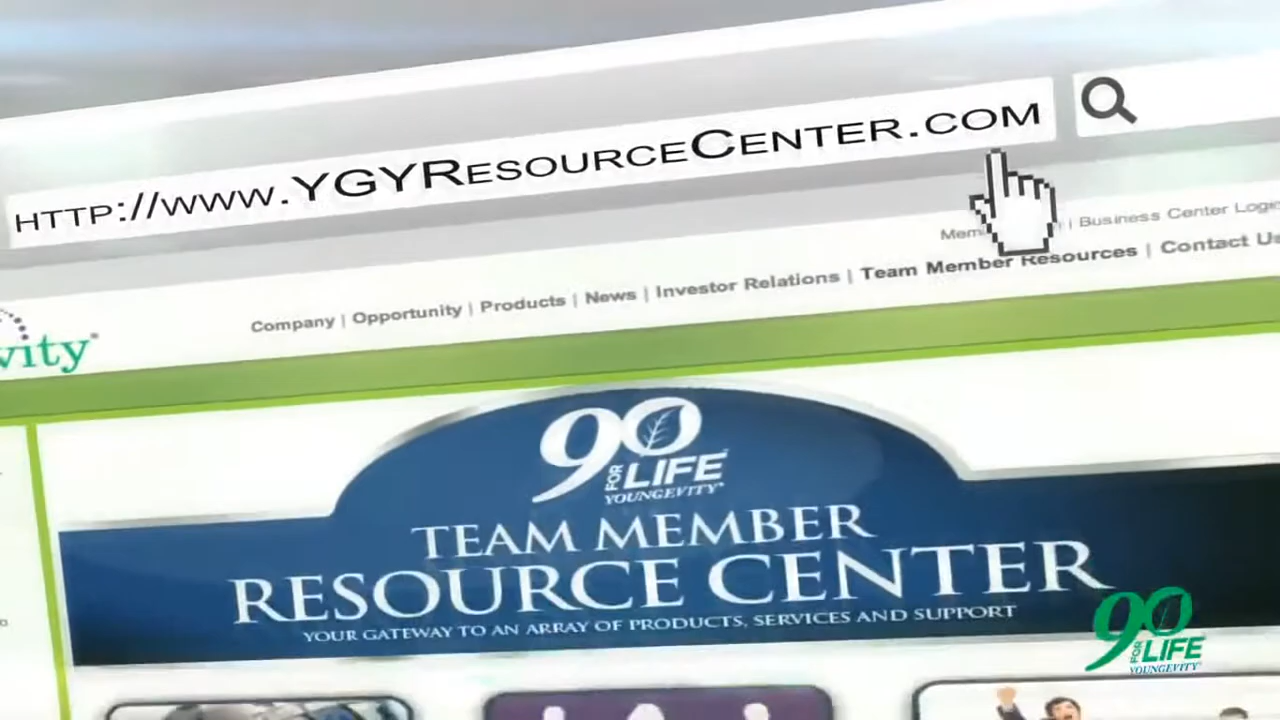 HTTP://WWW.YGYRESOURCECENTER.COM
Business Center Login
Company | Opportunity | Products | News | Investor Relations | Team Member Resources | Contact Us
vity
90
FOR LIFE
YOUNGEVITY
TEAM MEMBER
RESOURCE CENTER
YOUR GATEWAY TO AN ARRAY OF PRODUCTS, SERVICES AND SUPPORT
90
FOR LIFE
YOUNGEVITY